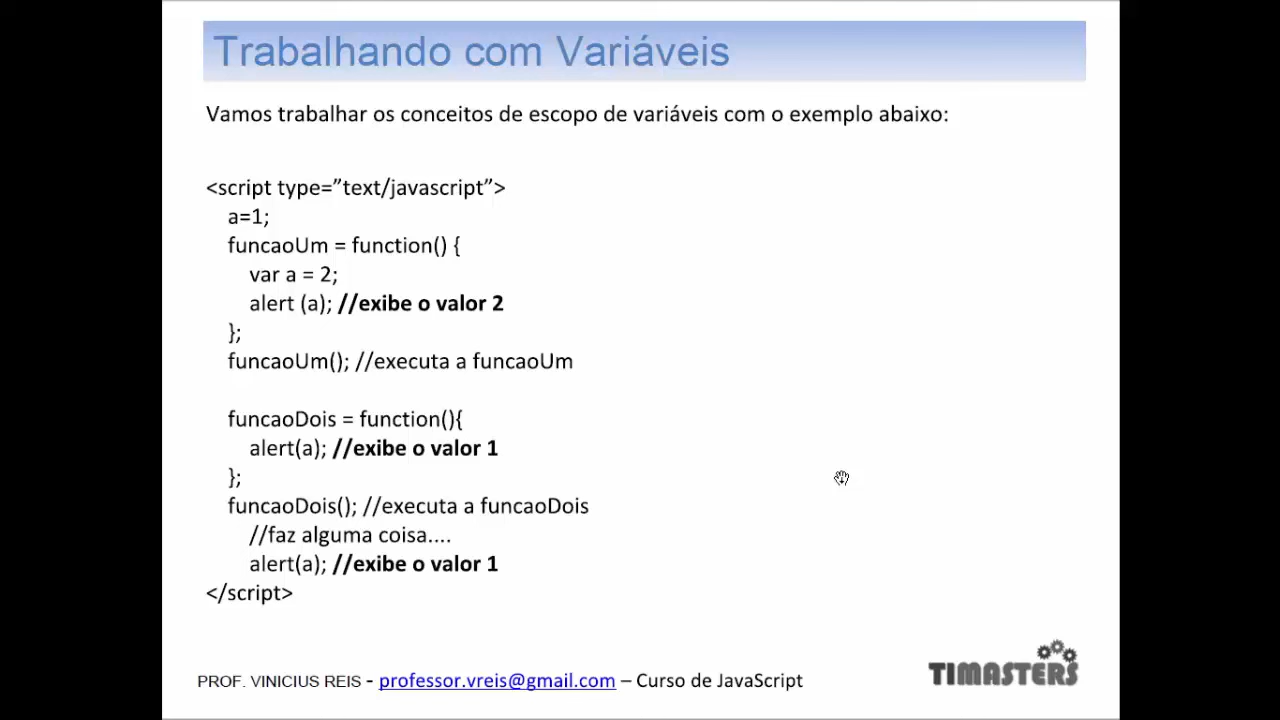 Trabalhando com Variáveis
Vamos trabalhar os conceitos de escopo de variáveis com o exemplo abaixo:
<script type=”text/javascript”>
a=1;
funcaoUm = function() {
var a = 2;
alert (a); //exibe o valor 2
};
funcaoUm(); //executa a funcaoUm
funcaoDois = function(){
alert(a); //exibe o valor 1
};
funcaoDois(); //executa a funcaoDois
//faz alguma coisa....
alert(a); //exibe o valor 1
</script>
TIMASTERS
PROF. VINICIUS REIS - professor.vreis@gmail.com – Curso de JavaScript